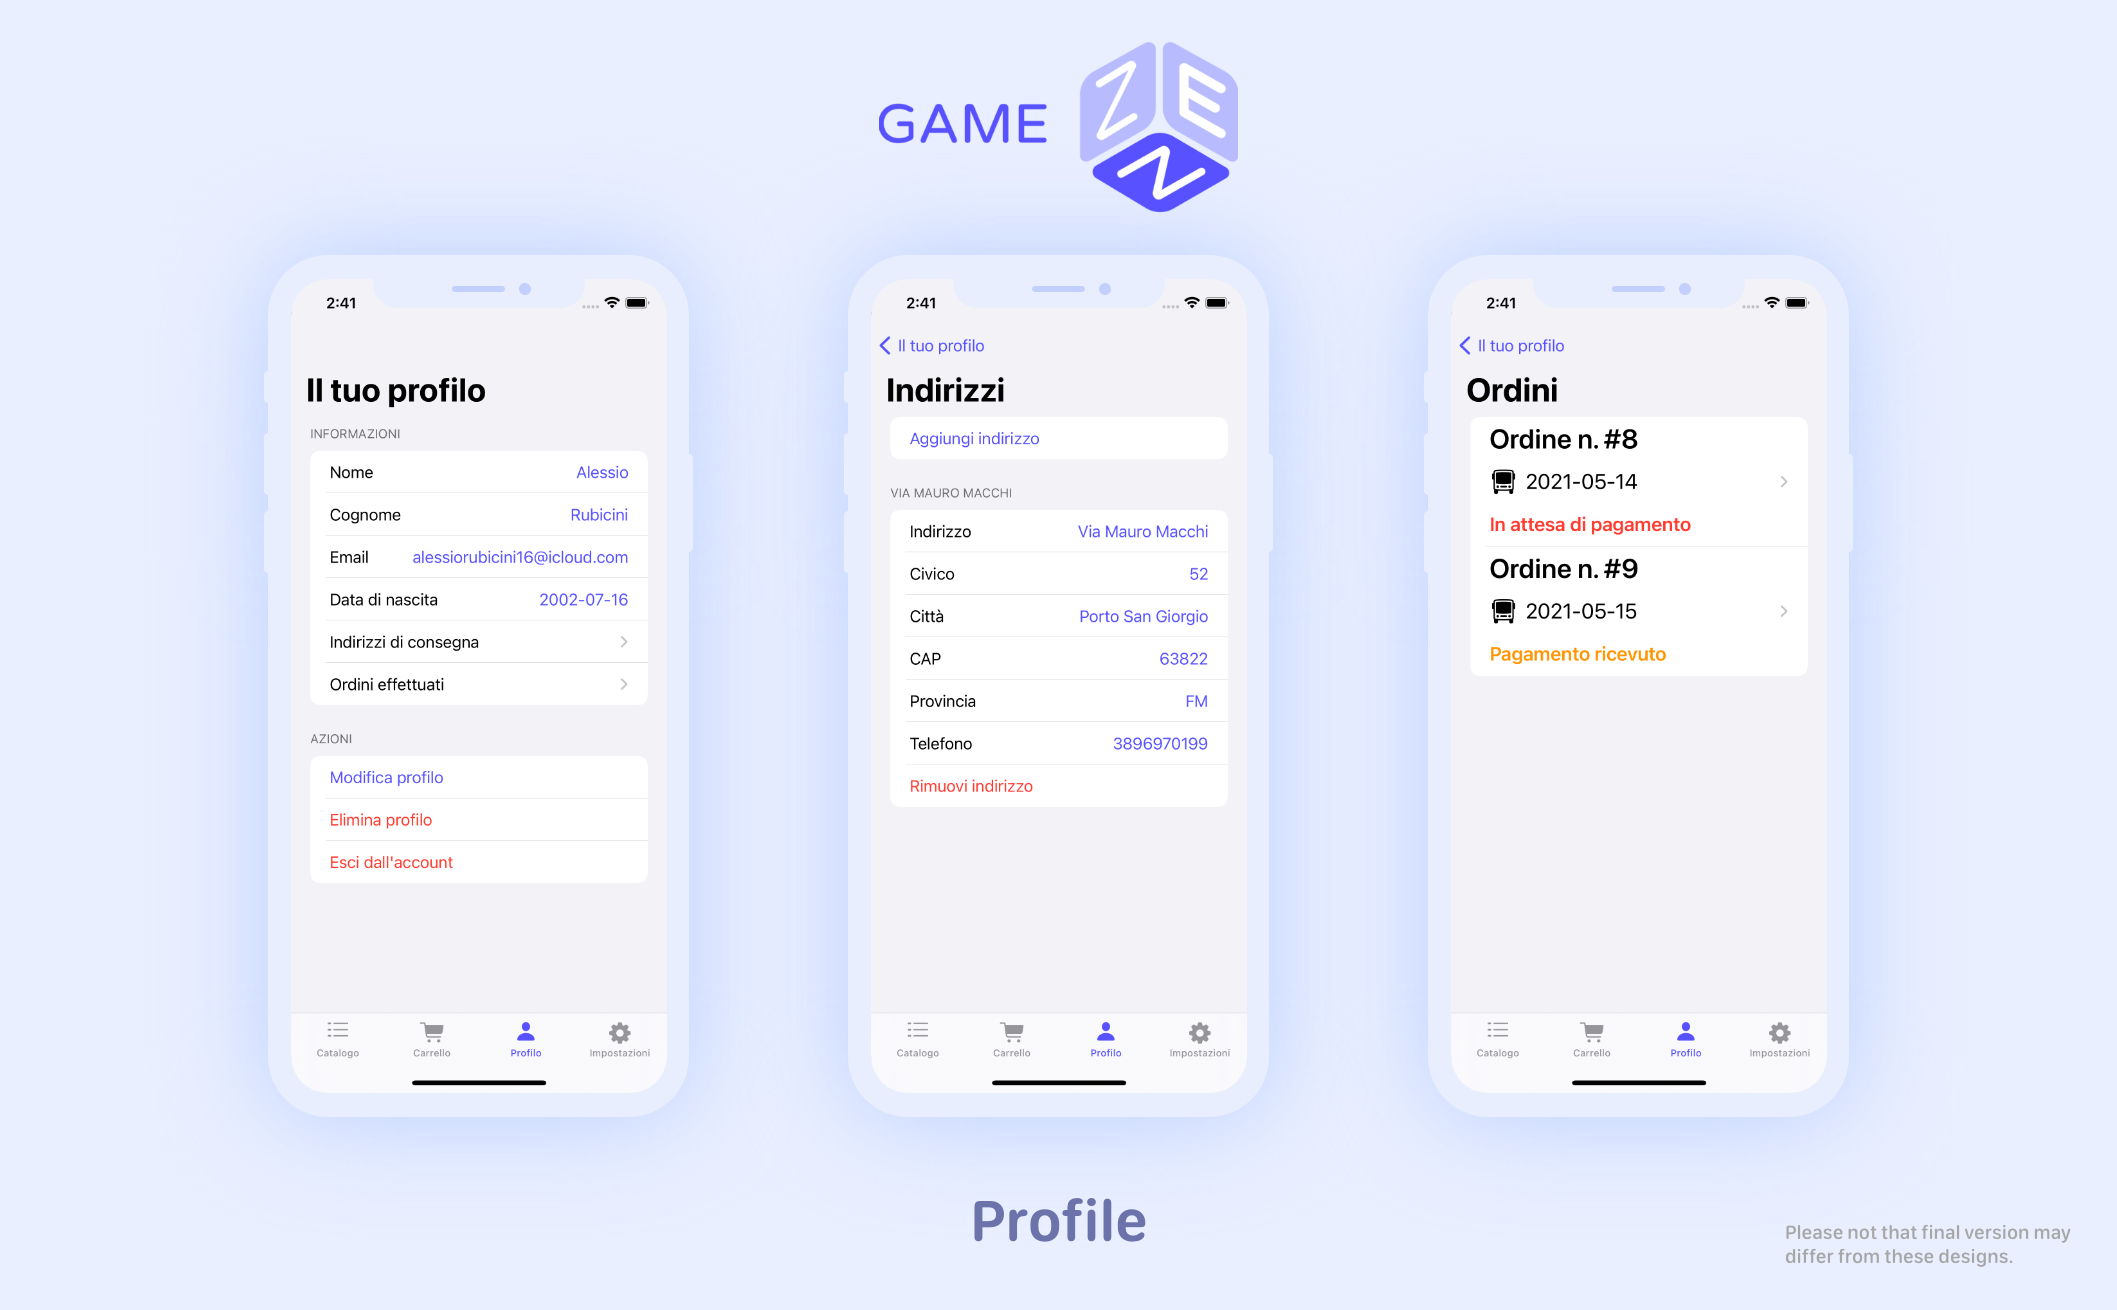 GAME ZEN
2:41
Il tuo profilo
INFORMAZIONI
Nome Alessio
Cognome Rubicini
Email alessiorubicini16@icloud.com
Data di nascita 2002-07-16
Indirizzi di consegna
Ordini effettuati
AZIONI
Modifica profilo
Elimina profilo
Esci dall'account
Catalogo Carrello Profilo Impostazioni
2:41
Il tuo profilo
Indirizzi
Aggiungi indirizzo
VIA MAURO MACCHI
Indirizzo Via Mauro Macchi
Civico 52
Città Porto San Giorgio
CAP 63822
Provincia FM
Telefono 3896970199
Rimuovi indirizzo
Catalogo Carrello Profilo Impostazioni
2:41
Il tuo profilo
Ordini
Ordine n. #8
2021-05-14
In attesa di pagamento
Ordine n. #9
2021-05-15
Pagamento ricevuto
Catalogo Carrello Profilo Impostazioni
Profile
Please not that final version may
differ from these designs.